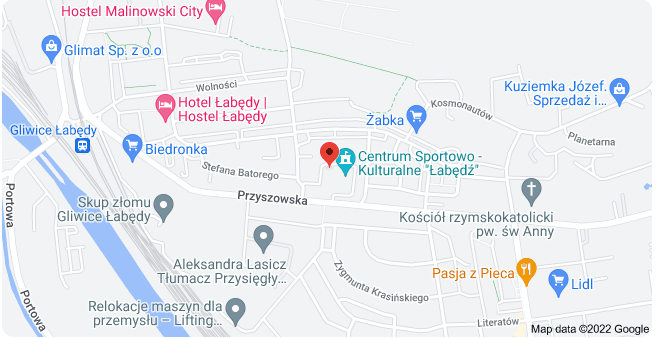 Hostel Malinowski City
Glimat Sp. z o.o
Wolności
Kuziemka Józef.
Sprzedaż i...
Hotel Łabędy |
Hostel Łabędy
Kosmonautów
Żabka
Planetarna
Gliwice Łabędy
Biedronka
Stefana Batorego
Centrum Sportowo -
Kulturalne "Łabędź"
Portowa
Przyszowska
Skup złomu
Gliwice Łabędy
Kościół rzymskokatolicki
pw. św Anny
Aleksandra Lasicz
Tłumacz Przysięgły...
Zygmunta Krasińskiego
Pasja z Pieca
Lidl
Portowa
Relokacje maszyn dla
przemysłu – Lifting...
Literatów
Map data ©2022 Google